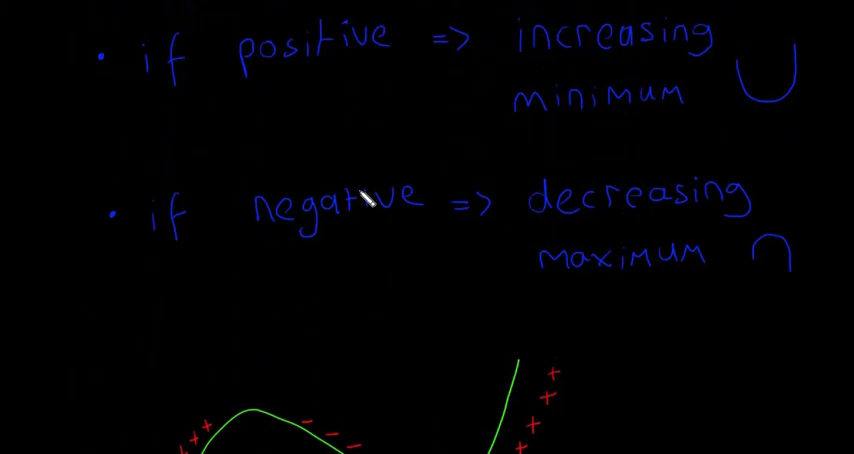 • if positive => increasing
minimum
• if negative => decreasing
maximum
+ + + - - - + + + +